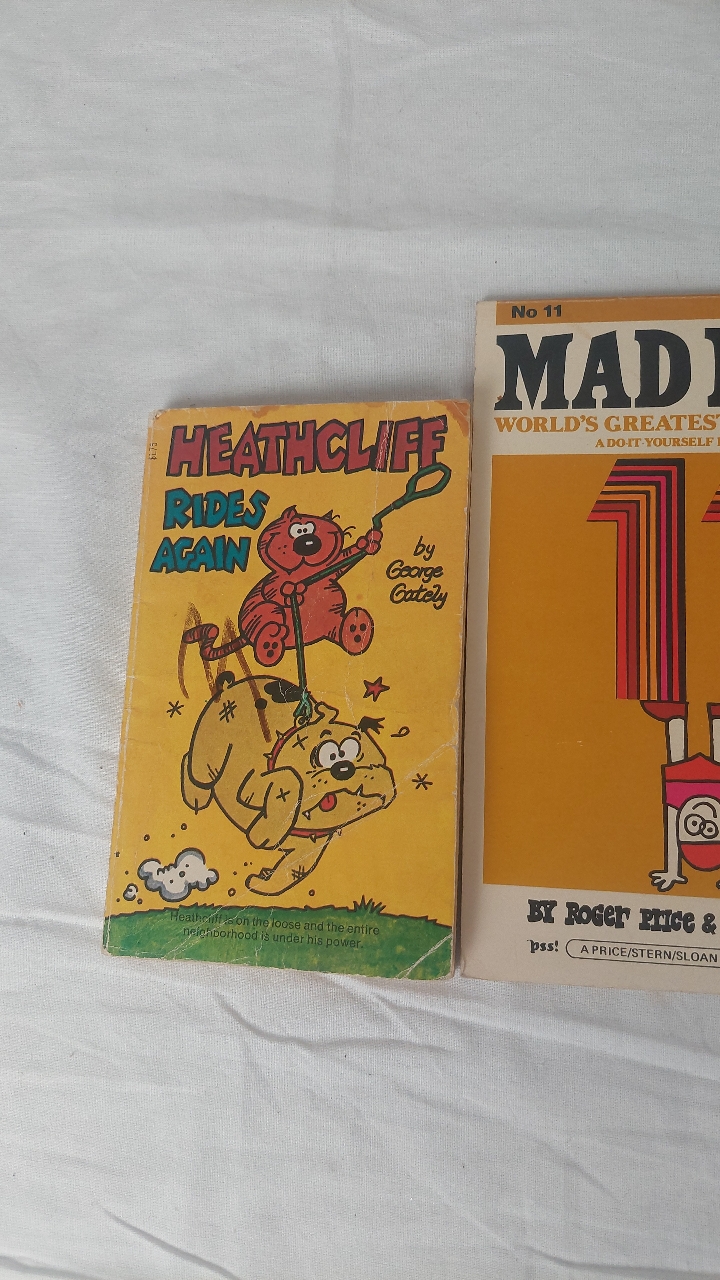 HEATHCLIFF
RIDES
AGAIN
by
George
Gately
Heathcliff is on the loose and the entire
neighborhood is under his power.
No 11
MAD
WORLD'S GREATEST
A DO-IT-YOURSELF
11
BY ROGER PRICE &
pss! A PRICE/STERN/SLOAN